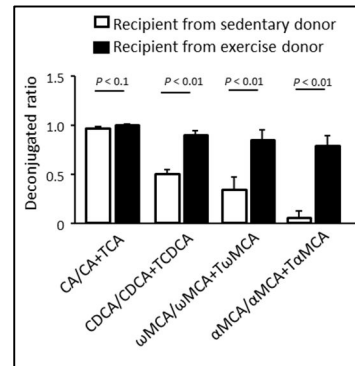 Recipient from sedentary donor
Recipient from exercise donor
P < 0.1 P < 0.01 P < 0.01 P < 0.01
Deconjugated ratio
1.5
1.0
0.5
0
CA/CA+TCA
CDCA/CDCA+TCDCA
ωMCA/ωMCA+TωMCA
αMCA/αMCA+TαMCA